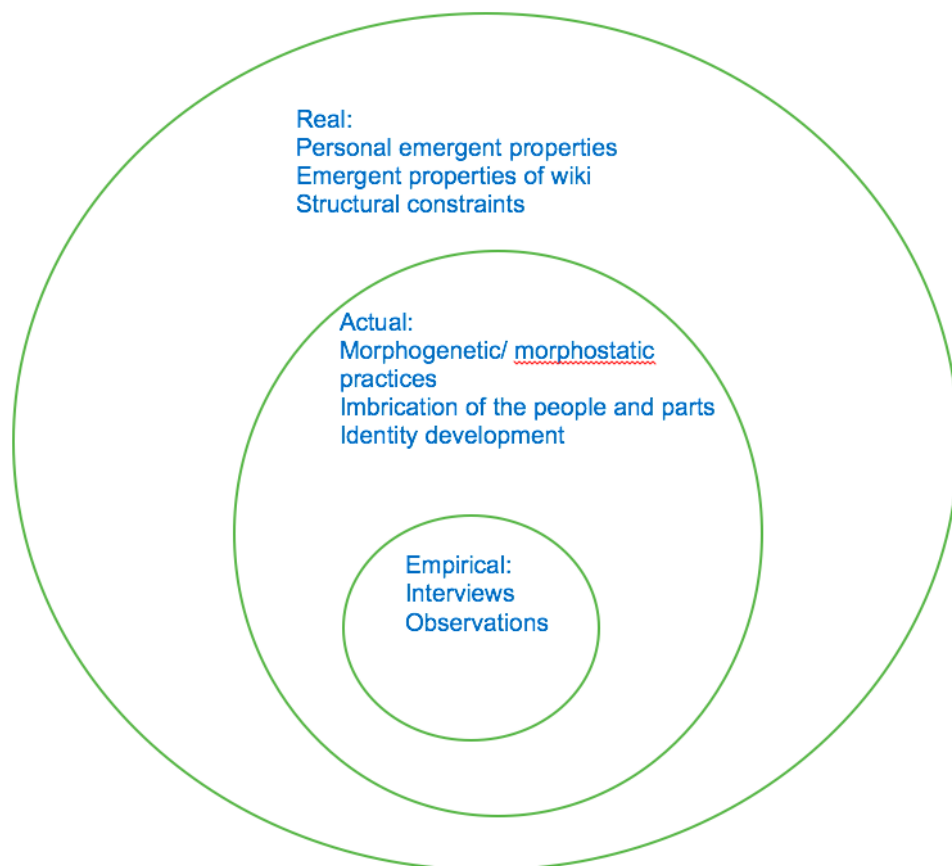 Real:
Personal emergent properties
Emergent properties of wiki
Structural constraints
Actual:
Morphogenetic/ morphostatic
practices
Imbrication of the people and parts
Identity development
Empirical:
Interviews
Observations